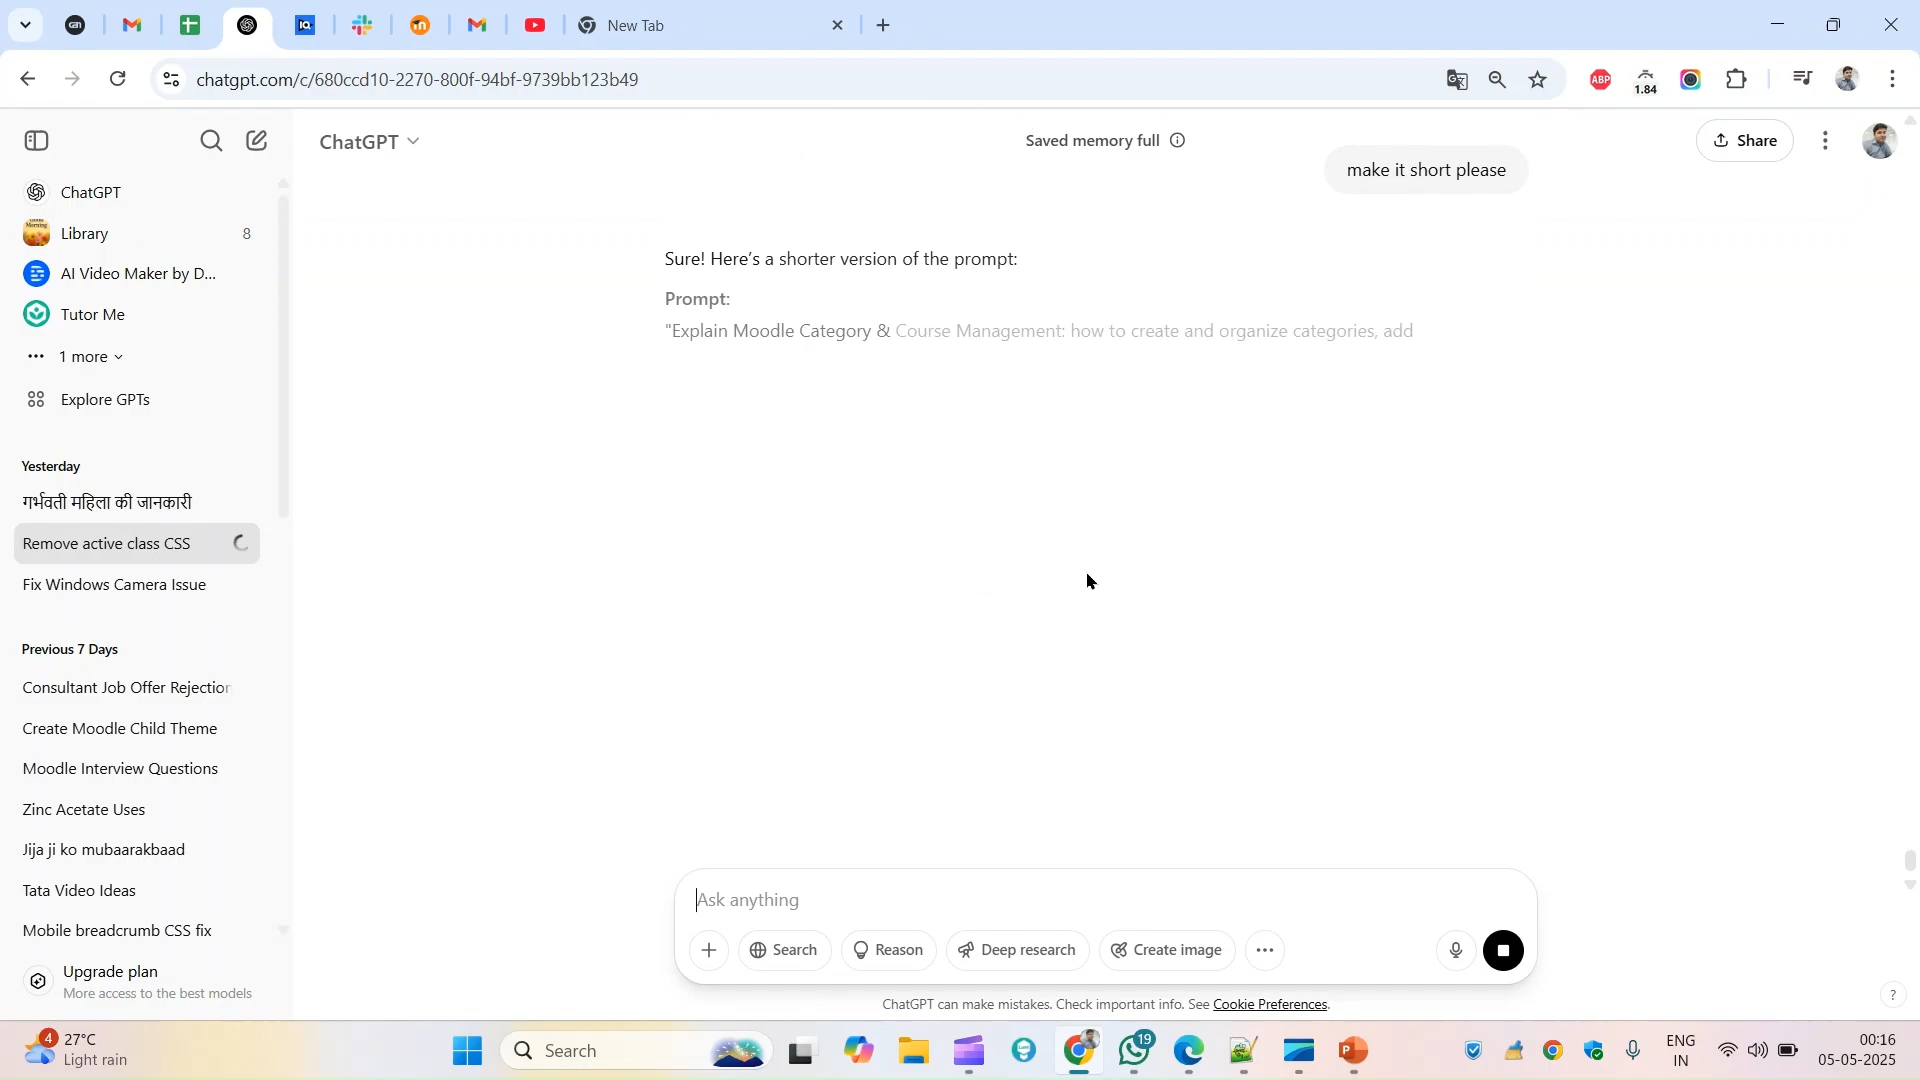 New Tab
chatgpt.com/c/680ccd10-2270-800f-94bf-9739bb123b49
ABP
1.84
ChatGPT
Saved memory full
Share
make it short please
ChatGPT
Library 8
AI Video Maker by D...
Tutor Me
1 more
Explore GPTs
Yesterday
गर्भवती महिला की जानकारी
Remove active class CSS
Fix Windows Camera Issue
Previous 7 Days
Consultant Job Offer Rejection
Create Moodle Child Theme
Moodle Interview Questions
Zinc Acetate Uses
Jija ji ko mubaarakbaad
Tata Video Ideas
Mobile breadcrumb CSS fix
Upgrade plan
More access to the best models
Sure! Here's a shorter version of the prompt:
Prompt:
"Explain Moodle Category & Course Management: how to create and organize categories, add
Ask anything
Search
Reason
Deep research
Create image
ChatGPT can make mistakes. Check important info. See Cookie Preferences.
?
4
27°C
Light rain
Search
19
ENG
IN
00:16
05-05-2025